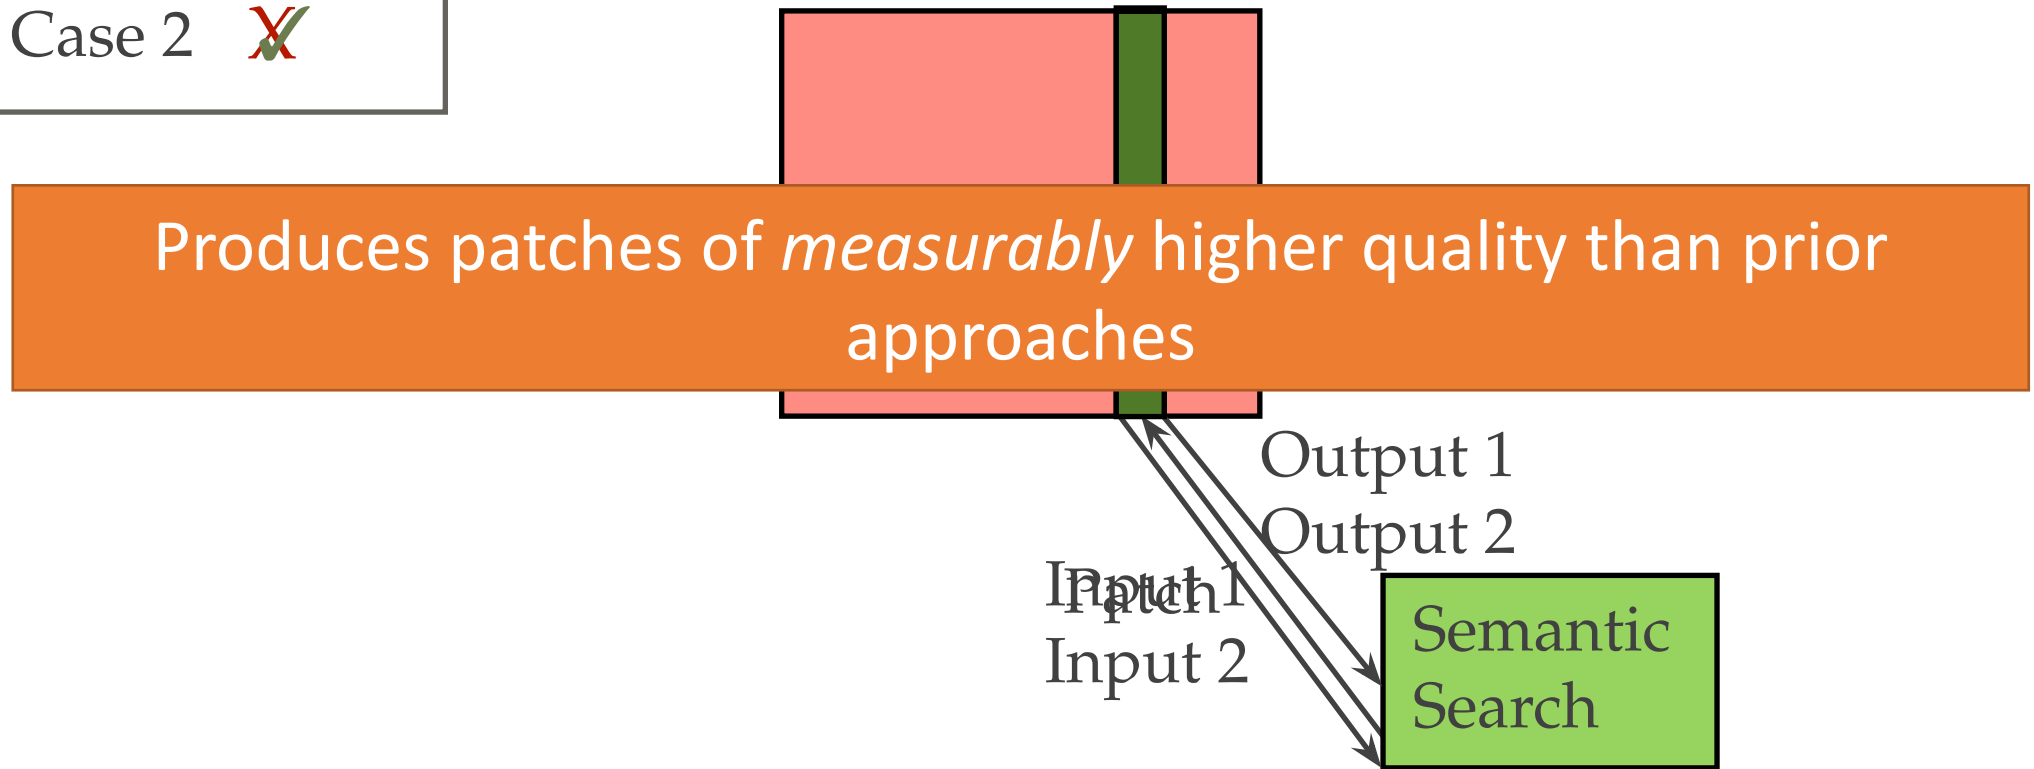 Case 2 X✓
Produces patches of measurably higher quality than prior
approaches
Output 1
Output 2
Input 1
Patch
Input 2
Semantic
Search